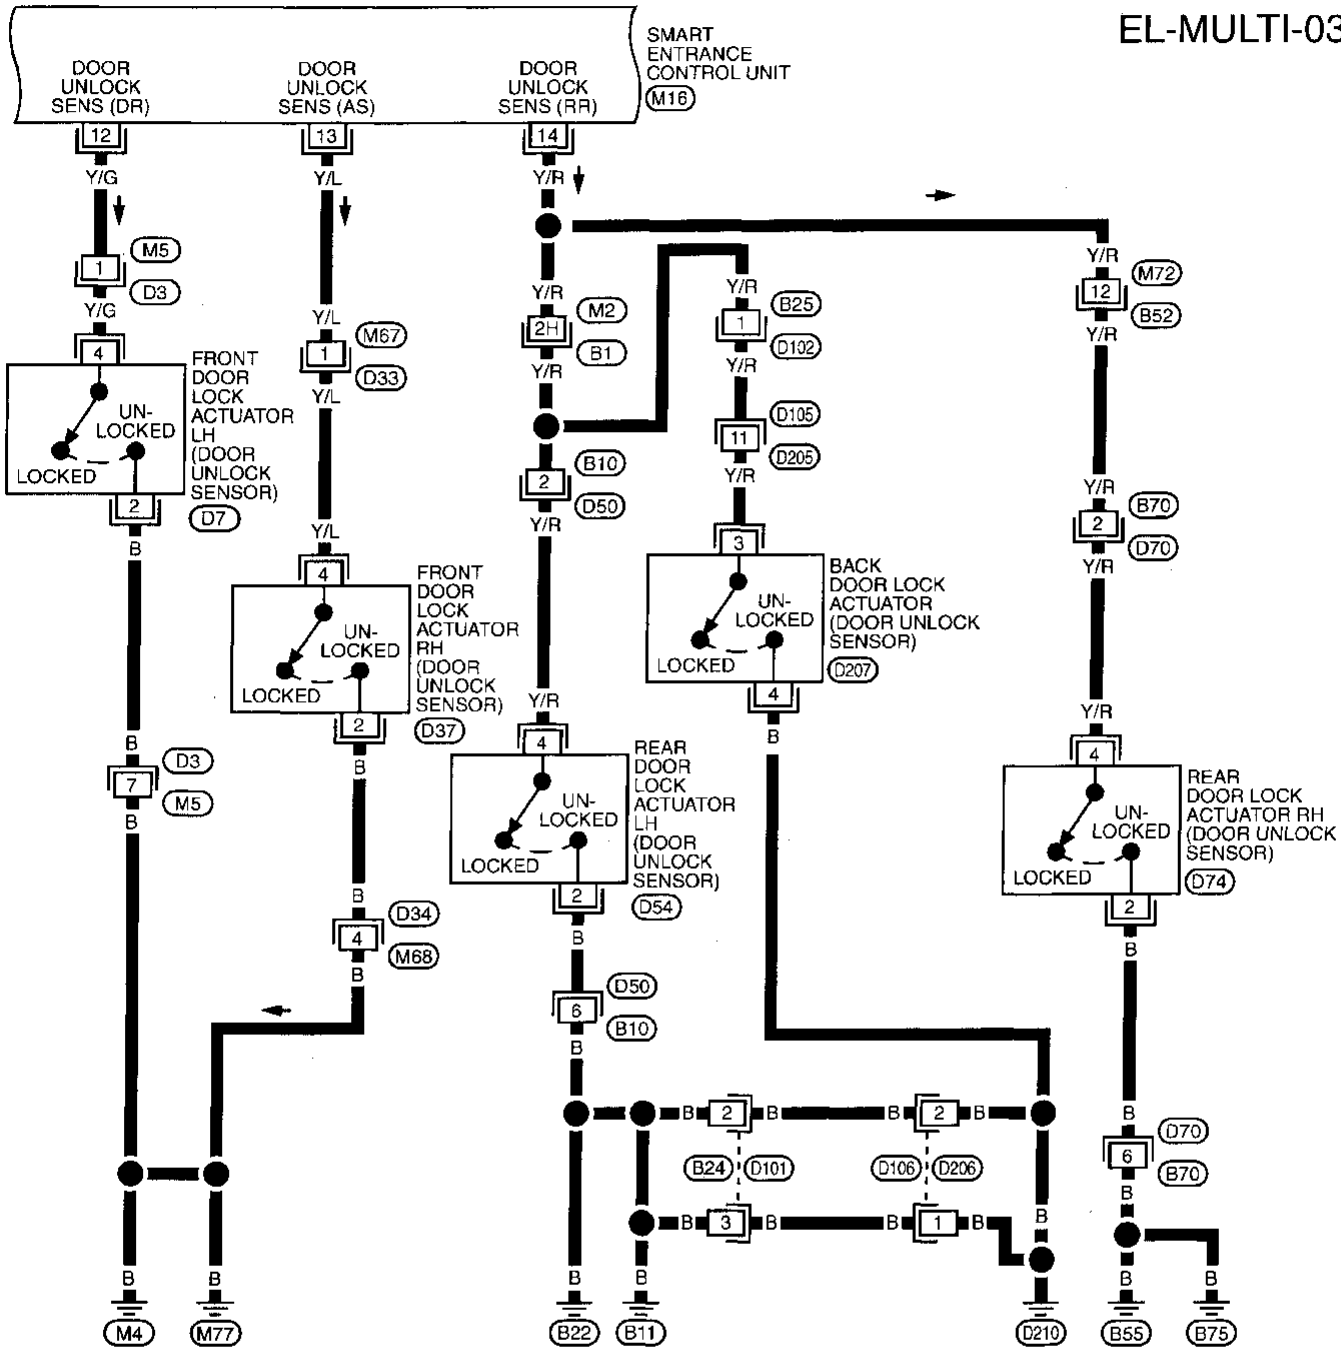 EL-MULTI-03
SMART
ENTRANCE
CONTROL UNIT
M16
DOOR
UNLOCK
SENS (DR)
DOOR
UNLOCK
SENS (AS)
DOOR
UNLOCK
SENS (RR)
12
13
14
Y/G
Y/L
Y/R
M5
1
D3
Y/G
4
FRONT
DOOR
LOCK
ACTUATOR
LH
(DOOR
UNLOCK
SENSOR)
D7
UN-
LOCKED
LOCKED
2
B
B
D3
7
M5
B
Y/L
M67
1
D33
Y/L
Y/L
4
FRONT
DOOR
LOCK
ACTUATOR
RH
(DOOR
UNLOCK
SENSOR)
D37
UN-
LOCKED
LOCKED
2
B
B
D34
4
M68
B
Y/R
M2
2H
B1
Y/R
B10
2
D50
Y/R
Y/R
4
REAR
DOOR
LOCK
ACTUATOR
LH
(DOOR
UNLOCK
SENSOR)
D54
UN-
LOCKED
LOCKED
2
B
D50
6
B10
B
Y/R
B25
1
D102
Y/R
D105
11
D205
Y/R
3
BACK
DOOR LOCK
ACTUATOR
(DOOR UNLOCK
SENSOR)
D207
UN-
LOCKED
LOCKED
4
B
Y/R
M72
12
B52
Y/R
Y/R
B70
2
D70
Y/R
Y/R
4
REAR
DOOR LOCK
ACTUATOR RH
(DOOR UNLOCK
SENSOR)
D74
UN-
LOCKED
LOCKED
2
B
B
D70
6
B70
B
B 2 B B 2 B
B24 D101 D106 D206
B 3 B B 1 B
B
B B B B B B B
M4 M77 B22 B11 D210 B55 B75